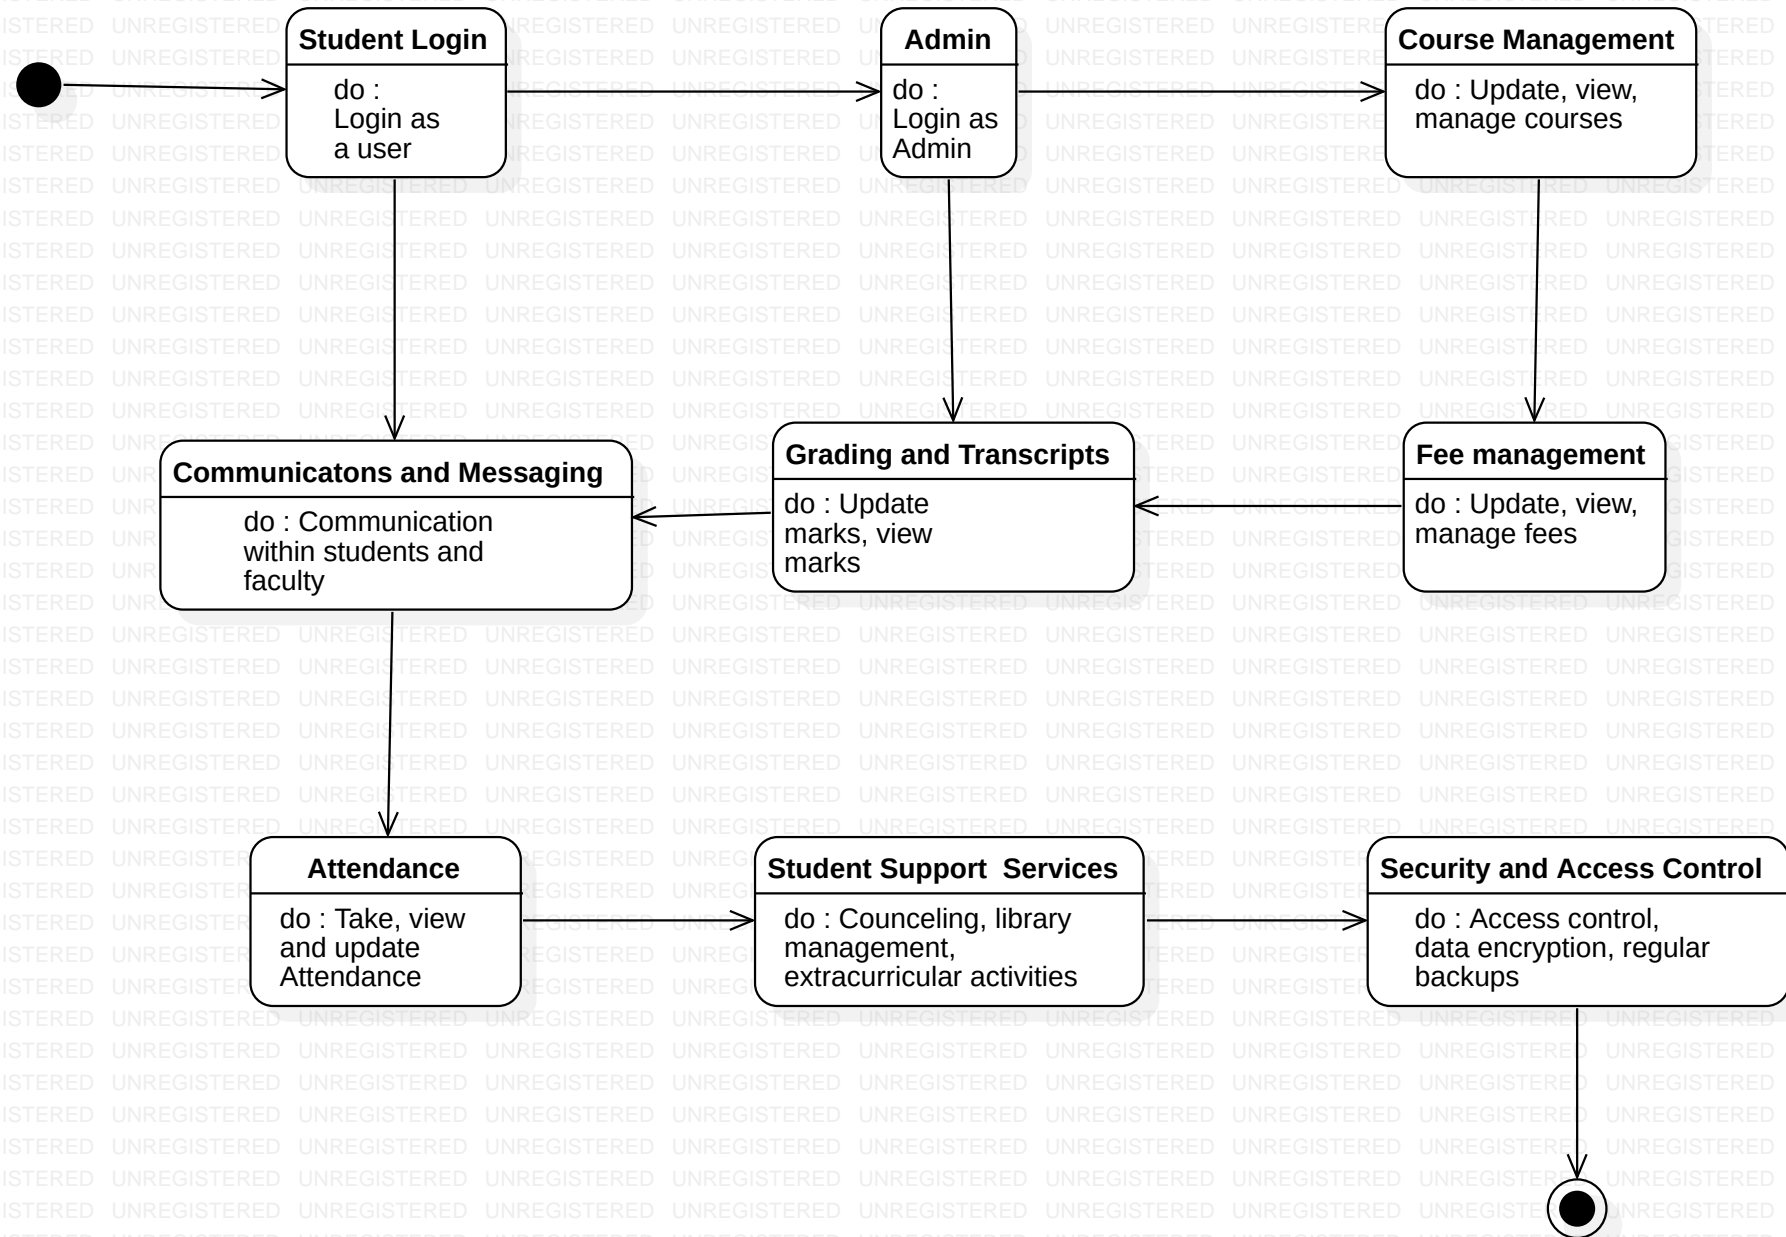 Student Login
do :
Login as
a user
Admin
do :
Login as
Admin
Course Management
do : Update, view,
manage courses
Communicatons and Messaging
do : Communication
within students and
faculty
Grading and Transcripts
do : Update
marks, view
marks
Fee management
do : Update, view,
manage fees
Attendance
do : Take, view
and update
Attendance
Student Support  Services
do : Counceling, library
management,
extracurricular activities
Security and Access Control
do : Access control,
data encryption, regular
backups
UNREGISTERED